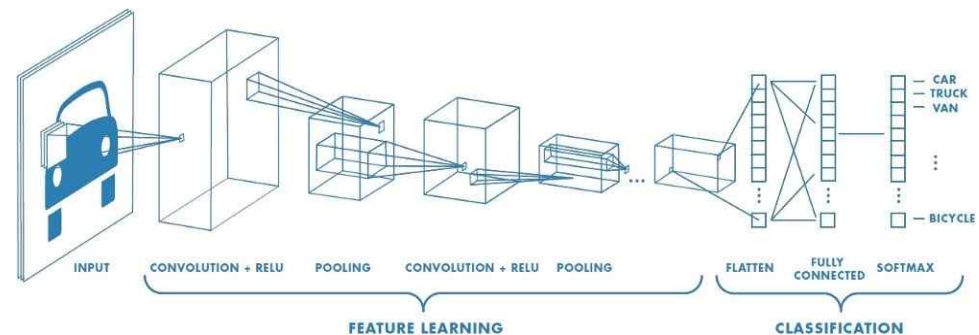 CAR
TRUCK
VAN
BICYCLE
INPUT
CONVOLUTION + RELU
POOLING
CONVOLUTION + RELU
POOLING
FLATTEN
FULLY
CONNECTED
SOFTMAX
FEATURE LEARNING
CLASSIFICATION